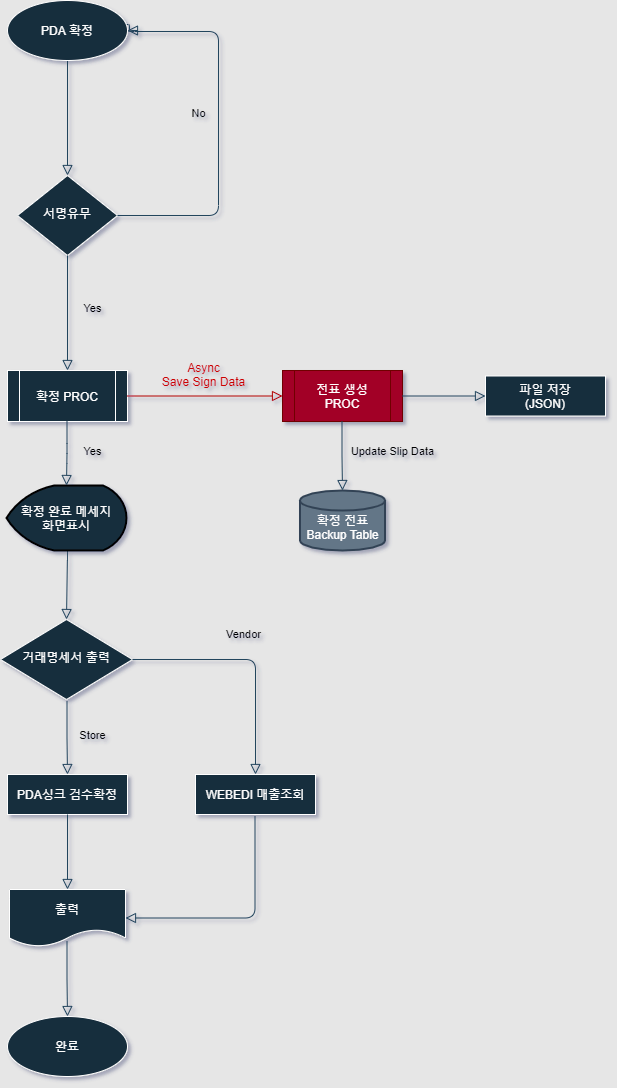 PDA 확정
No
서명유무
Yes
확정 PROC
Async
Save Sign Data
전표 생성
PROC
파일 저장
(JSON)
Yes
Update Slip Data
확정 완료 메세지
화면표시
확정 전표
Backup Table
거래명세서 출력
Vendor
Store
PDA싱크 검수확정
WEBEDI 매출조회
출력
완료